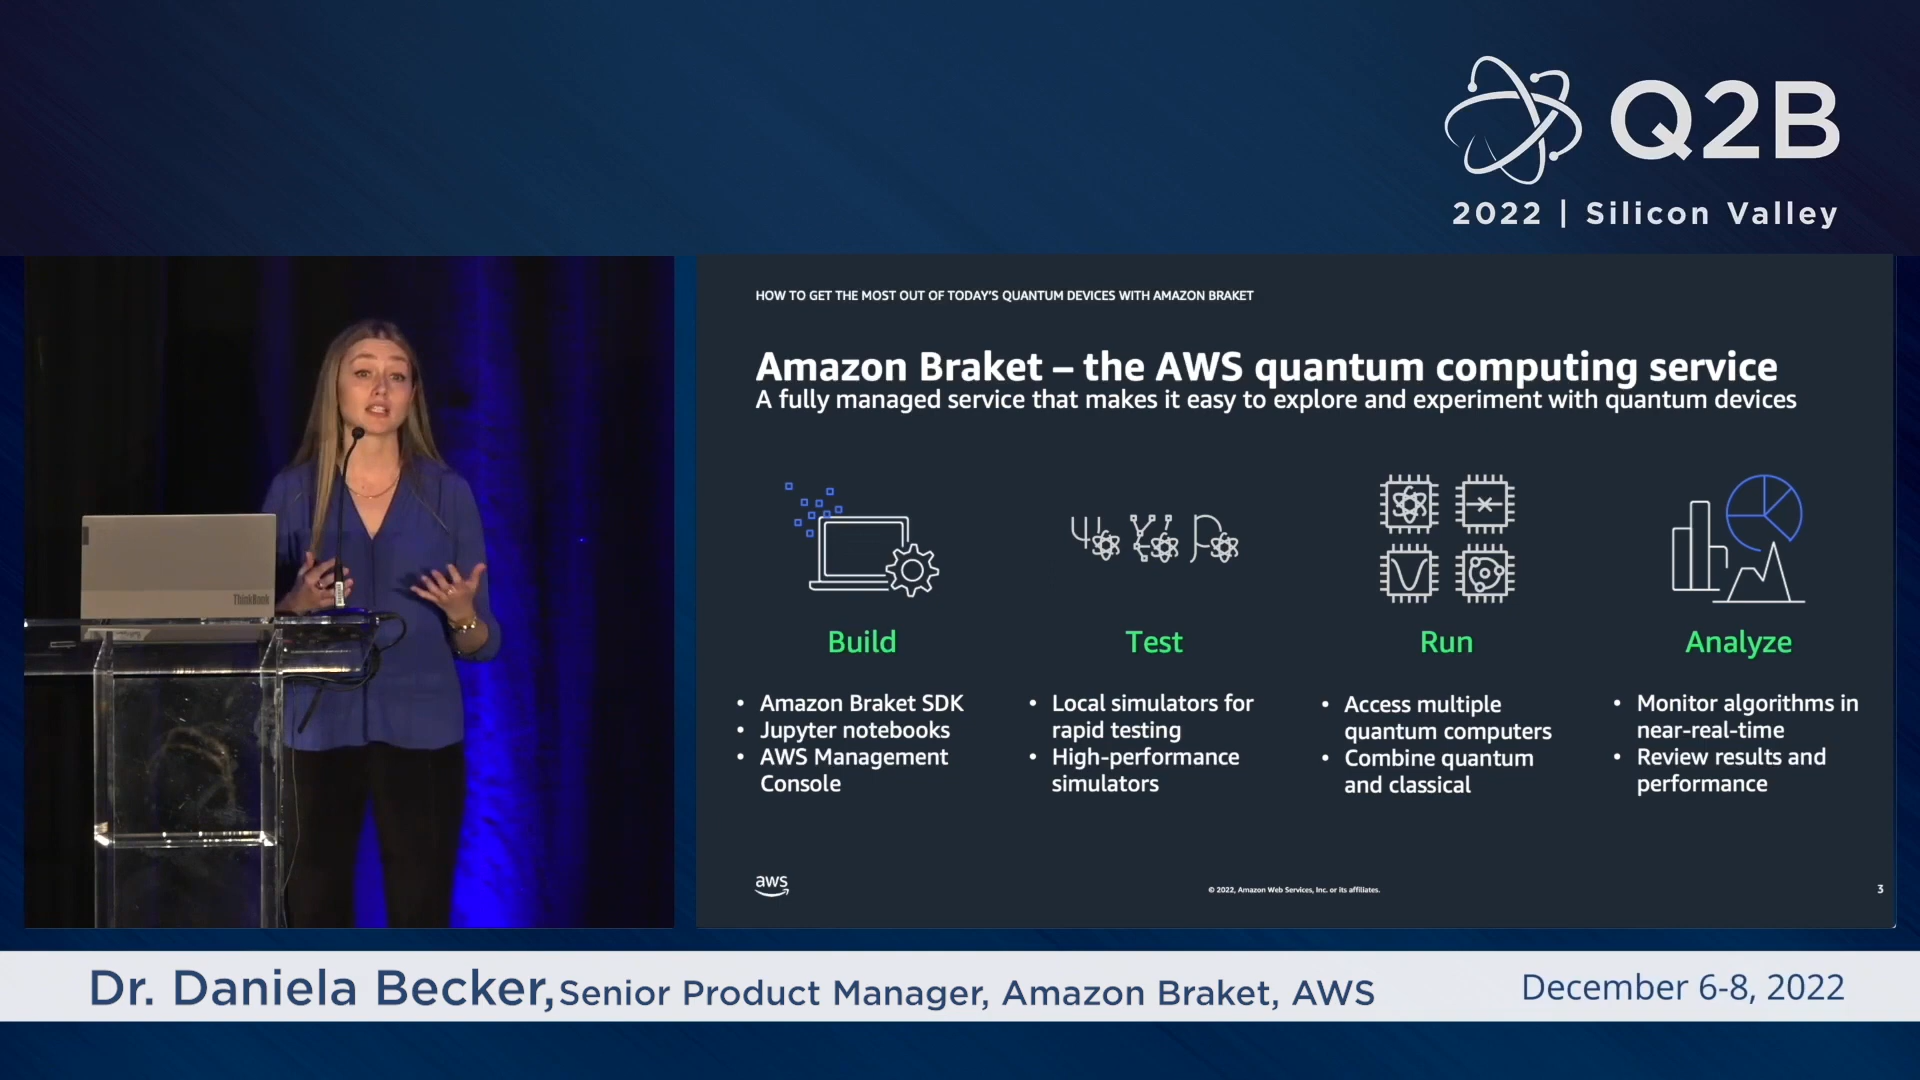 Q2B
2022 | Silicon Valley
HOW TO GET THE MOST OUT OF TODAY'S QUANTUM DEVICES WITH AMAZON BRAKET
Amazon Braket – the AWS quantum computing service
A fully managed service that makes it easy to explore and experiment with quantum devices
Build
• Amazon Braket SDK
• Jupyter notebooks
• AWS Management
Console
Test
• Local simulators for
rapid testing
• High-performance
simulators
Run
• Access multiple
quantum computers
• Combine quantum
and classical
Analyze
• Monitor algorithms in
near-real-time
• Review results and
performance
aws
© 2022, Amazon Web Services, Inc. or its affiliates.
3
ThinkBook
Dr. Daniela Becker, Senior Product Manager, Amazon Braket, AWS
December 6-8, 2022